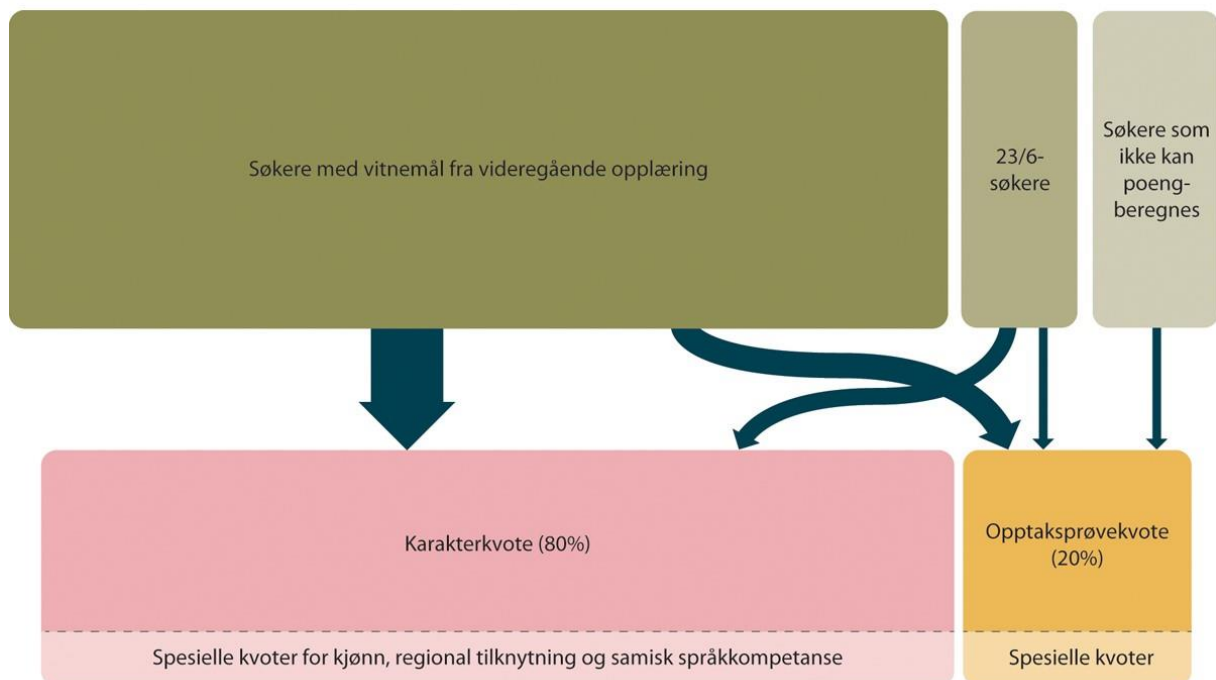 Søkere med vitnemål fra videregående opplæring
23/6-
søkere
Søkere som
ikke kan
poeng-
beregnes
Karakterkvote (80%)
Opptaksprøvekvote
(20%)
Spesielle kvoter for kjønn, regional tilknytning og samisk språkkompetanse
Spesielle kvoter